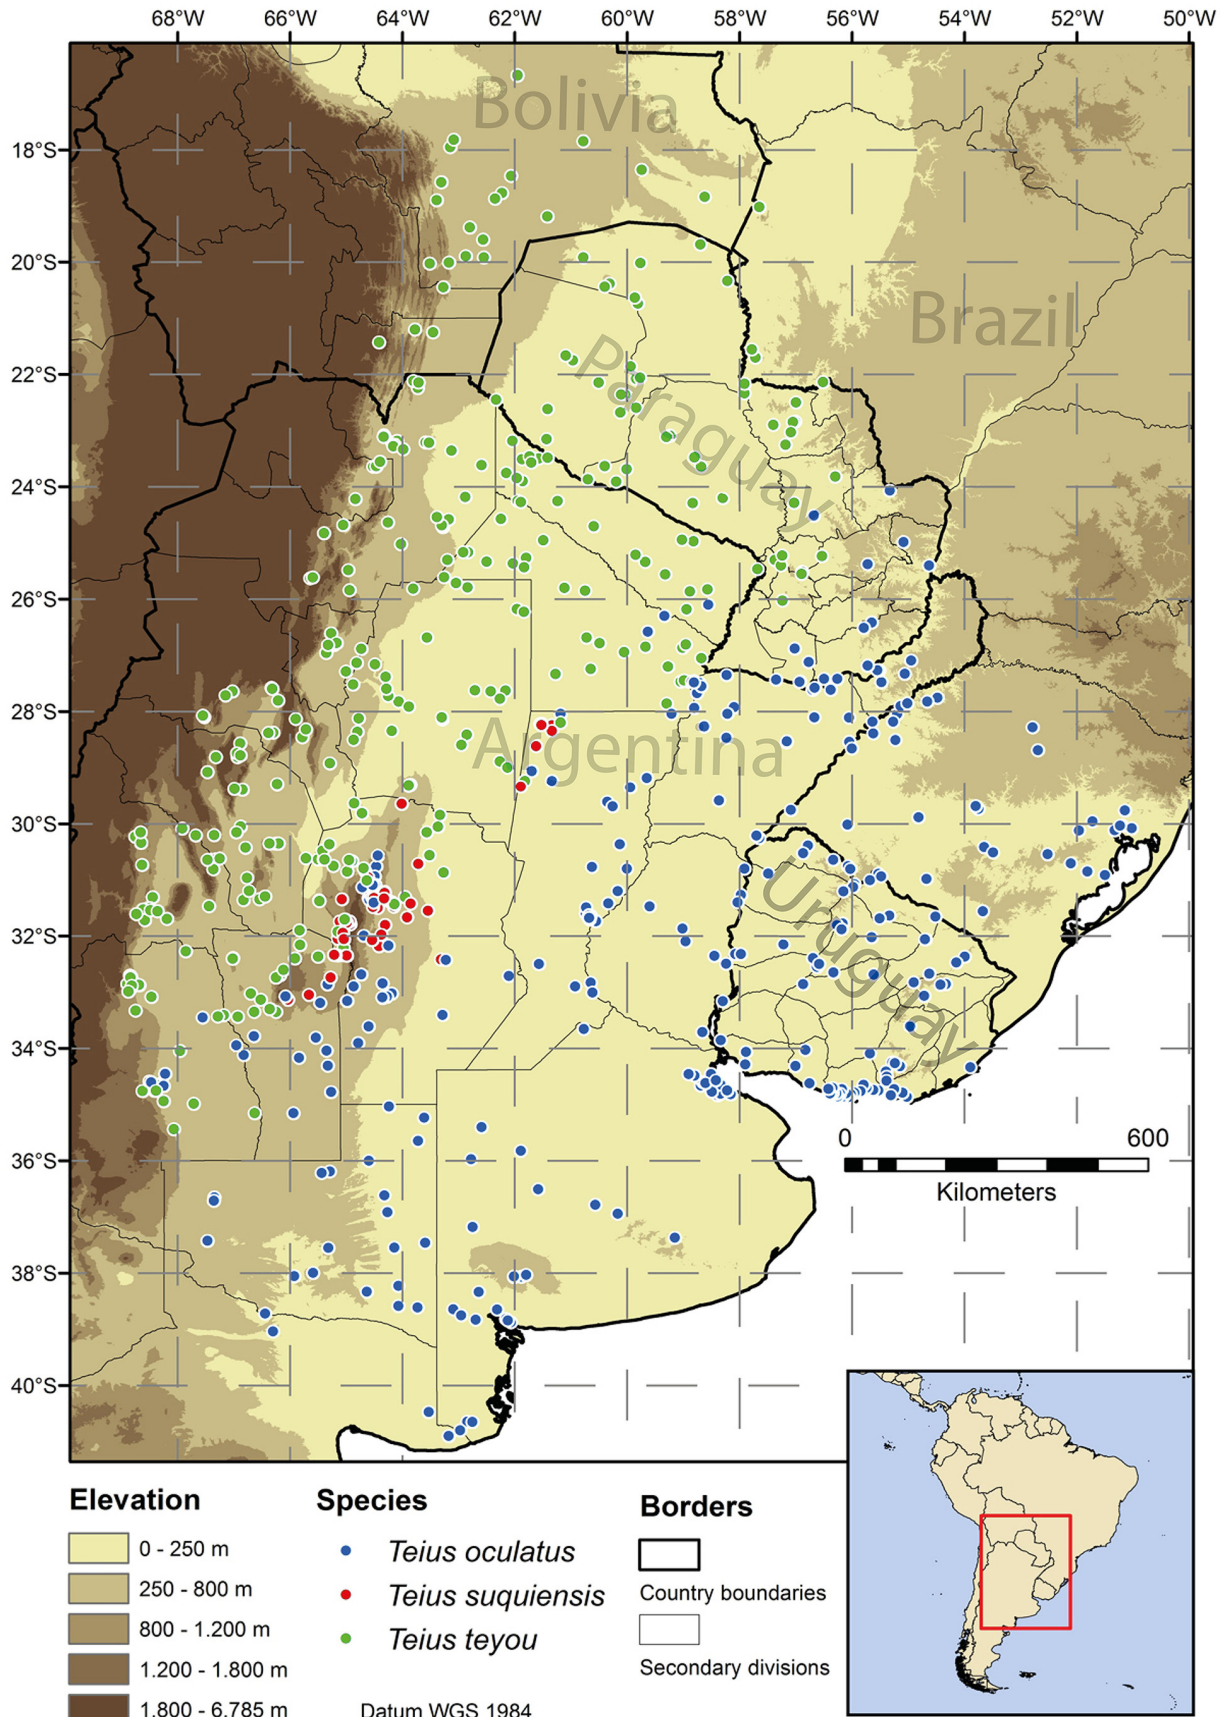 68°W 66°W 64°W 62°W 60°W 58°W 56°W 54°W 52°W 50°W
Bolivia
18°S
20°S
Brazil
22°S
Paraguay
24°S
26°S
28°S
Argentina
30°S
Uruguay
32°S
34°S
0 600
Kilometers
36°S
38°S
40°S
Elevation
0 - 250 m
250 - 800 m
800 - 1.200 m
1.200 - 1.800 m
1.800 - 6.785 m
Species
Teius oculatus
Teius suquiensis
Teius teyou
Datum WGS 1984
Borders
Country boundaries
Secondary divisions